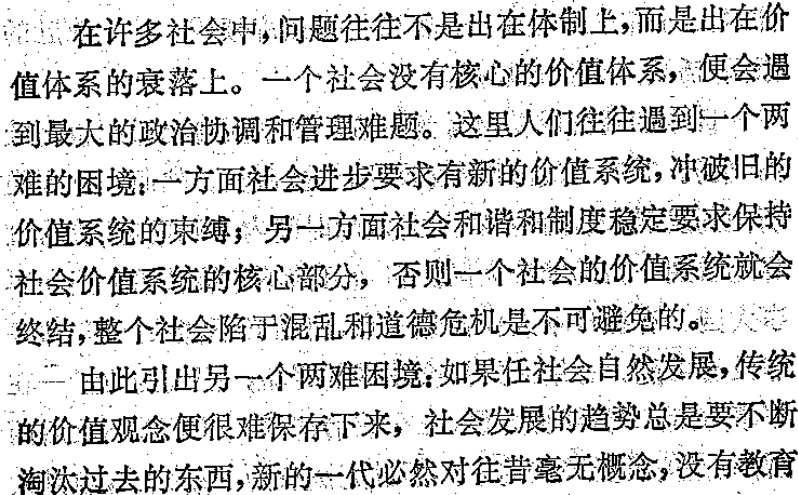 在许多社会中,问题往往不是出在体制上,而是出在价
值体系的衰落上。一个社会没有核心的价值体系，便会遇
到最大的政治协调和管理难题。这里人们往往遇到一个两
难的困境:一方面社会进步要求有新的价值系统,冲破旧的
价值系统的束缚；另一方面社会和谐和制度稳定要求保持
社会价值系统的核心部分，否则一个社会的价值系统就会
终结,整个社会陷于混乱和道德危机是不可避免的。
由此引出另一个两难困境:如果任社会自然发展,传统
的价值观念便很难保存下来，社会发展的趋势总是要不断
淘汰过去的东西,新的一代必然对往昔毫无概念,没有教育